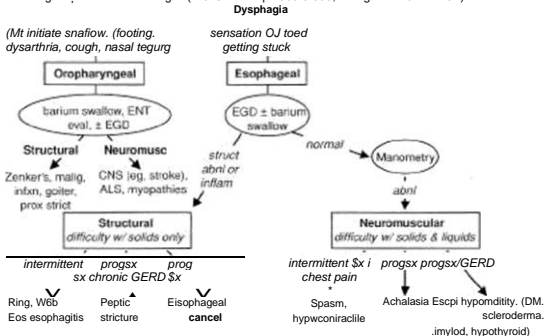 Dysphagia
(Mt initiate snafiow. (footing.
dysarthria, cough, nasal tegurg
sensation OJ toed
getting stuck
Oropharyngeal
Esophageal
barium swallow, ENT
eval, ± EGD
EGD ± barium
swallow
normal
Manometry
Structural
Neuromusc
Zenker's, malig,
infxn, goiter,
prox strict
CNS (eg, stroke),
ALS, myopathies
struct
abnl or
inflam
abnl
Structural
difficulty w/ solids only
Neuromuscular
difficulty w/ solids & liquids
intermittent progsx prog
sx chronic GERD $x
intermittent $x i progsx progsx/GERD
chest pain
Ring, W6b
Eos esophagitis
Peptic
stricture
Eisophageal
cancel
Spasm,
hypwconiraclile
Achalasia Escpi hypomditity. (DM.
scleroderma.
.imylod, hypothyroid)